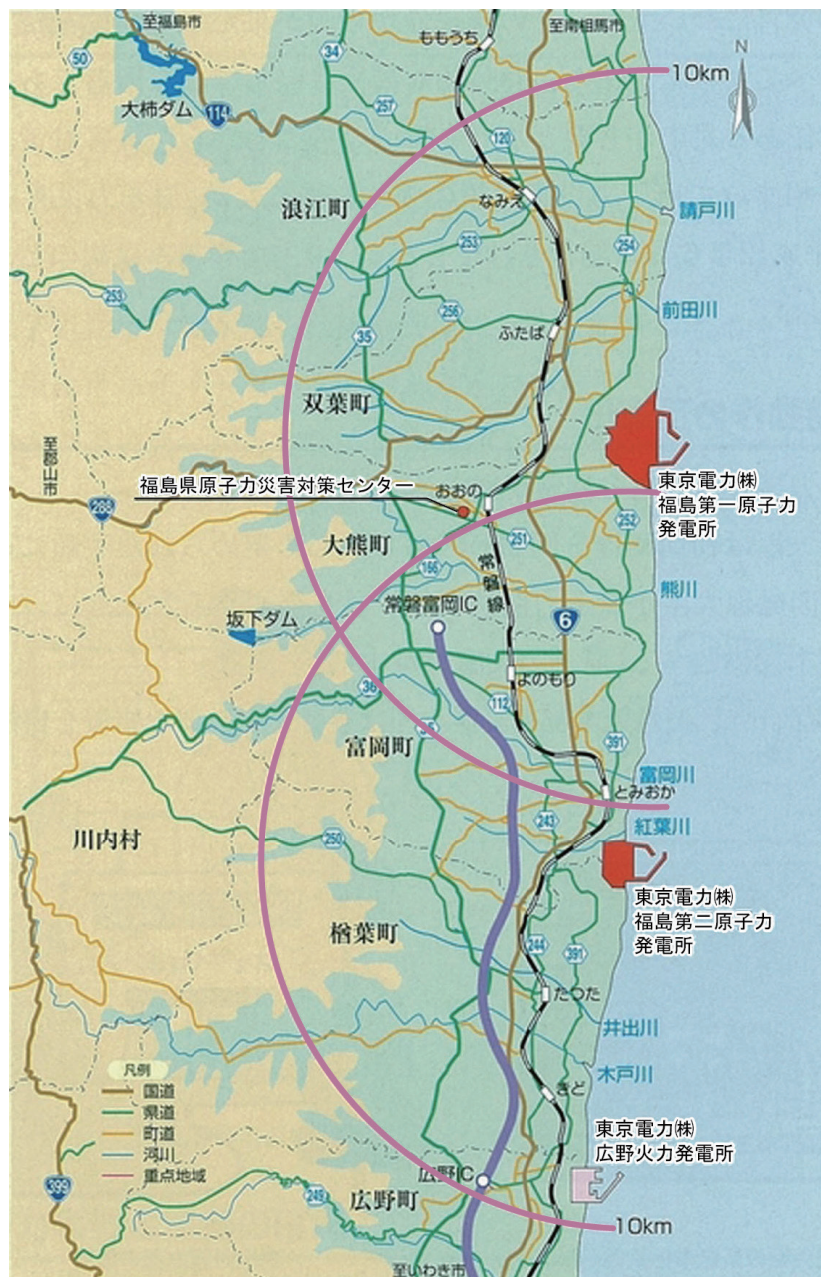 至福島市
至南相馬市
ももうち
34
50
10km
N
大柿ダム
114
257
120
浪江町
なみえ
請戸川
253
254
253
前田川
256
ふたば
35
双葉町
至郡山市
福島県原子力災害対策センター
おおの
東京電力㈱
福島第一原子力
発電所
288
252
大熊町
251
166
熊川
常磐線
常磐富岡IC
坂下ダム
6
よのもり
36
112
35
富岡町
391
富岡川
とみおか
紅葉川
243
川内村
250
東京電力㈱
福島第二原子力
発電所
楢葉町
244
391
たつた
井出川
木戸川
凡例
国道
県道
町道
河川
重点地域
きど
東京電力㈱
広野火力発電所
広野IC
399
249
広野町
10km
至いわき市